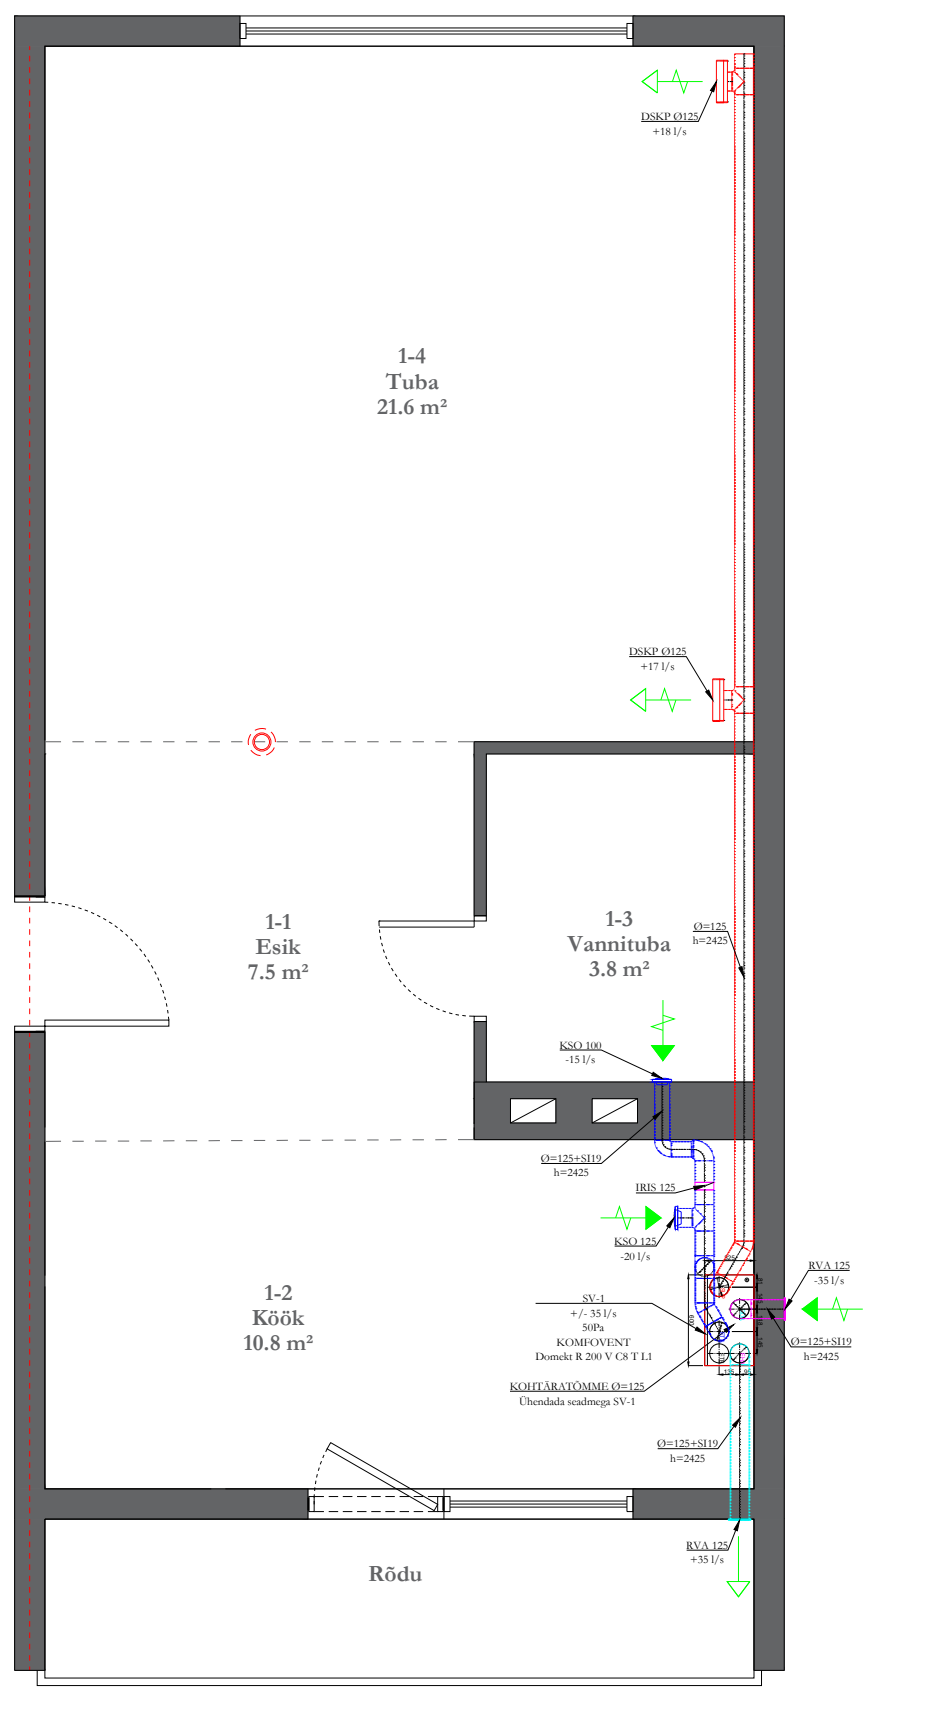 DSKP Ø125
+18 l/s
1-4
Tuba
21.6 m²
DSKP Ø125
+17 l/s
1-1
Esik
7.5 m²
1-3
Vannituba
3.8 m²
Ø=125
h=2425
KSO 100
-15 l/s
Ø=125+SI19
h=2425
IRIS 125
KSO 125
-20 l/s
RVA 125
-35 l/s
1-2
Köök
10.8 m²
SV-1
+/- 35 l/s
50Pa
KOMFOVENT
Domekt R 200 V C8 T L1
Ø=125+SI19
h=2425
KOHTÄRATÕMME Ø=125
Ühendada seadmega SV-1
Ø=125+SI19
h=2425
RVA 125
+35 l/s
Rõdu